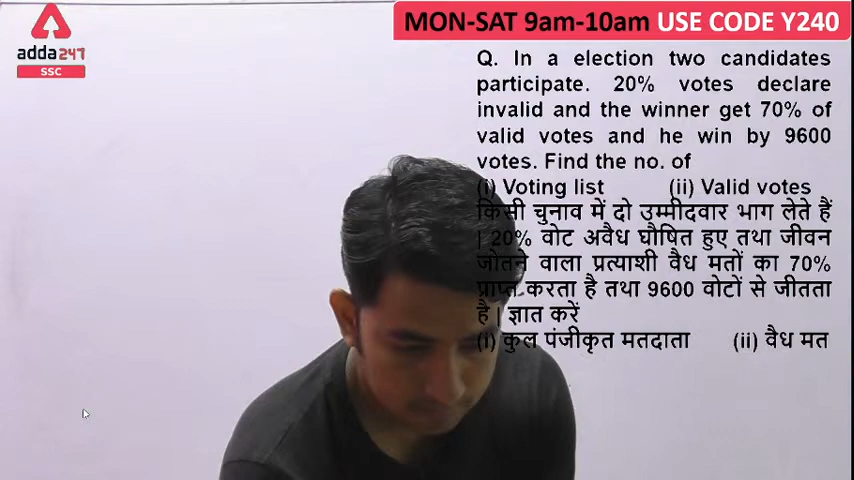 adda247
SSC
MON-SAT 9am-10am USE CODE Y240
Q. In a election two candidates
participate. 20% votes declare
invalid and the winner get 70% of
valid votes and he win by 9600
votes. Find the no. of
(i) Voting list (ii) Valid votes
किसी चुनाव में दो उम्मीदवार भाग लेते हैं
| 20% वोट अवैध घौषित हुए तथा जीवन
जोतने वाला प्रत्याशी वैध मतों का 70%
प्राप्त करता है तथा 9600 वोटों से जीतता
है | ज्ञात करें
(i) कुल पंजीकृत मतदाता (ii) वैध मत